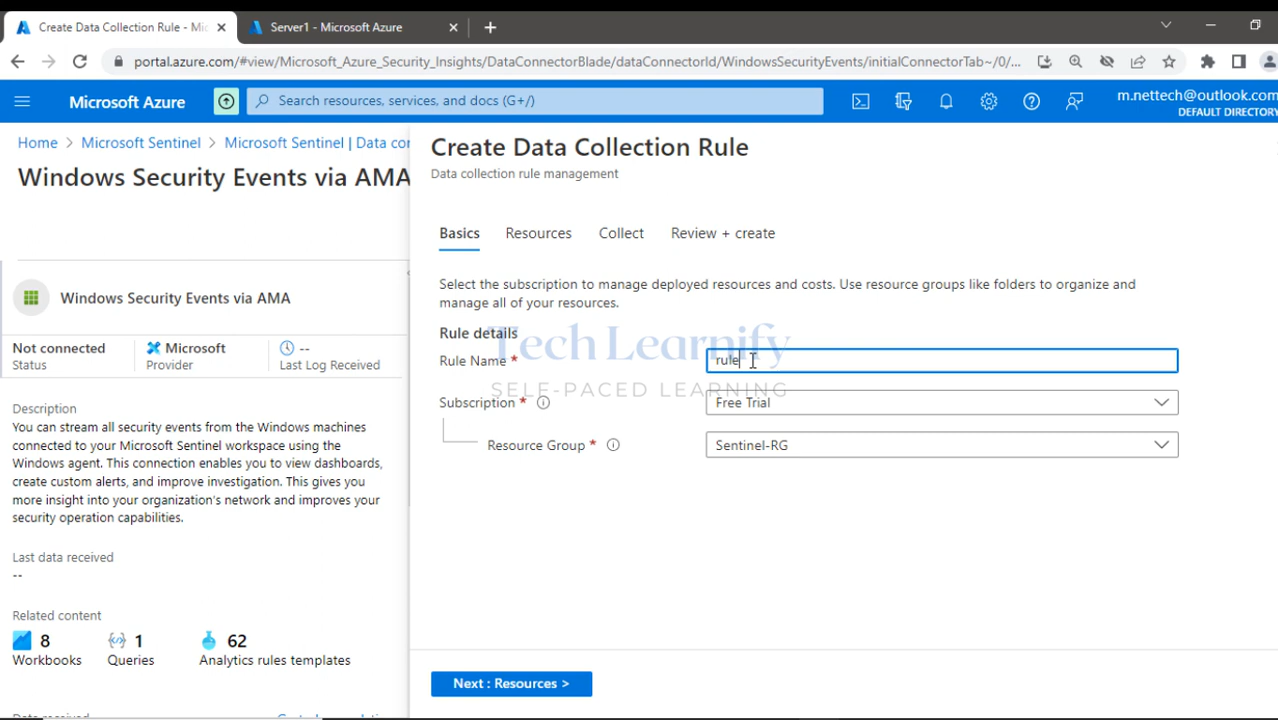 Create Data Collection Rule - Mic
Server1 - Microsoft Azure
portal.azure.com/#view/Microsoft_Azure_Security_Insights/DataConnectorBlade/dataConnectorId/WindowsSecurityEvents/initialConnectorTab~/0/...
Microsoft Azure
Search resources, services, and docs (G+/)
m.nettech@outlook.com
DEFAULT DIRECTORY
Home > Microsoft Sentinel > Microsoft Sentinel | Data con
Windows Security Events via AMA
Windows Security Events via AMA
Not connected
Status
Microsoft
Provider
--
Last Log Received
Description
You can stream all security events from the Windows machines
connected to your Microsoft Sentinel workspace using the
Windows agent. This connection enables you to view dashboards,
create custom alerts, and improve investigation. This gives you
more insight into your organization's network and improves your
security operation capabilities.
Last data received
--
Related content
8
Workbooks
1
Queries
62
Analytics rules templates
Create Data Collection Rule
Data collection rule management
Basics
Resources
Collect
Review + create
Select the subscription to manage deployed resources and costs. Use resource groups like folders to organize and
manage all of your resources.
Rule details
Tech Learnify
SELF-PACED LEARNING
Rule Name *
rule
Subscription *
Free Trial
Resource Group *
Sentinel-RG
Next : Resources >